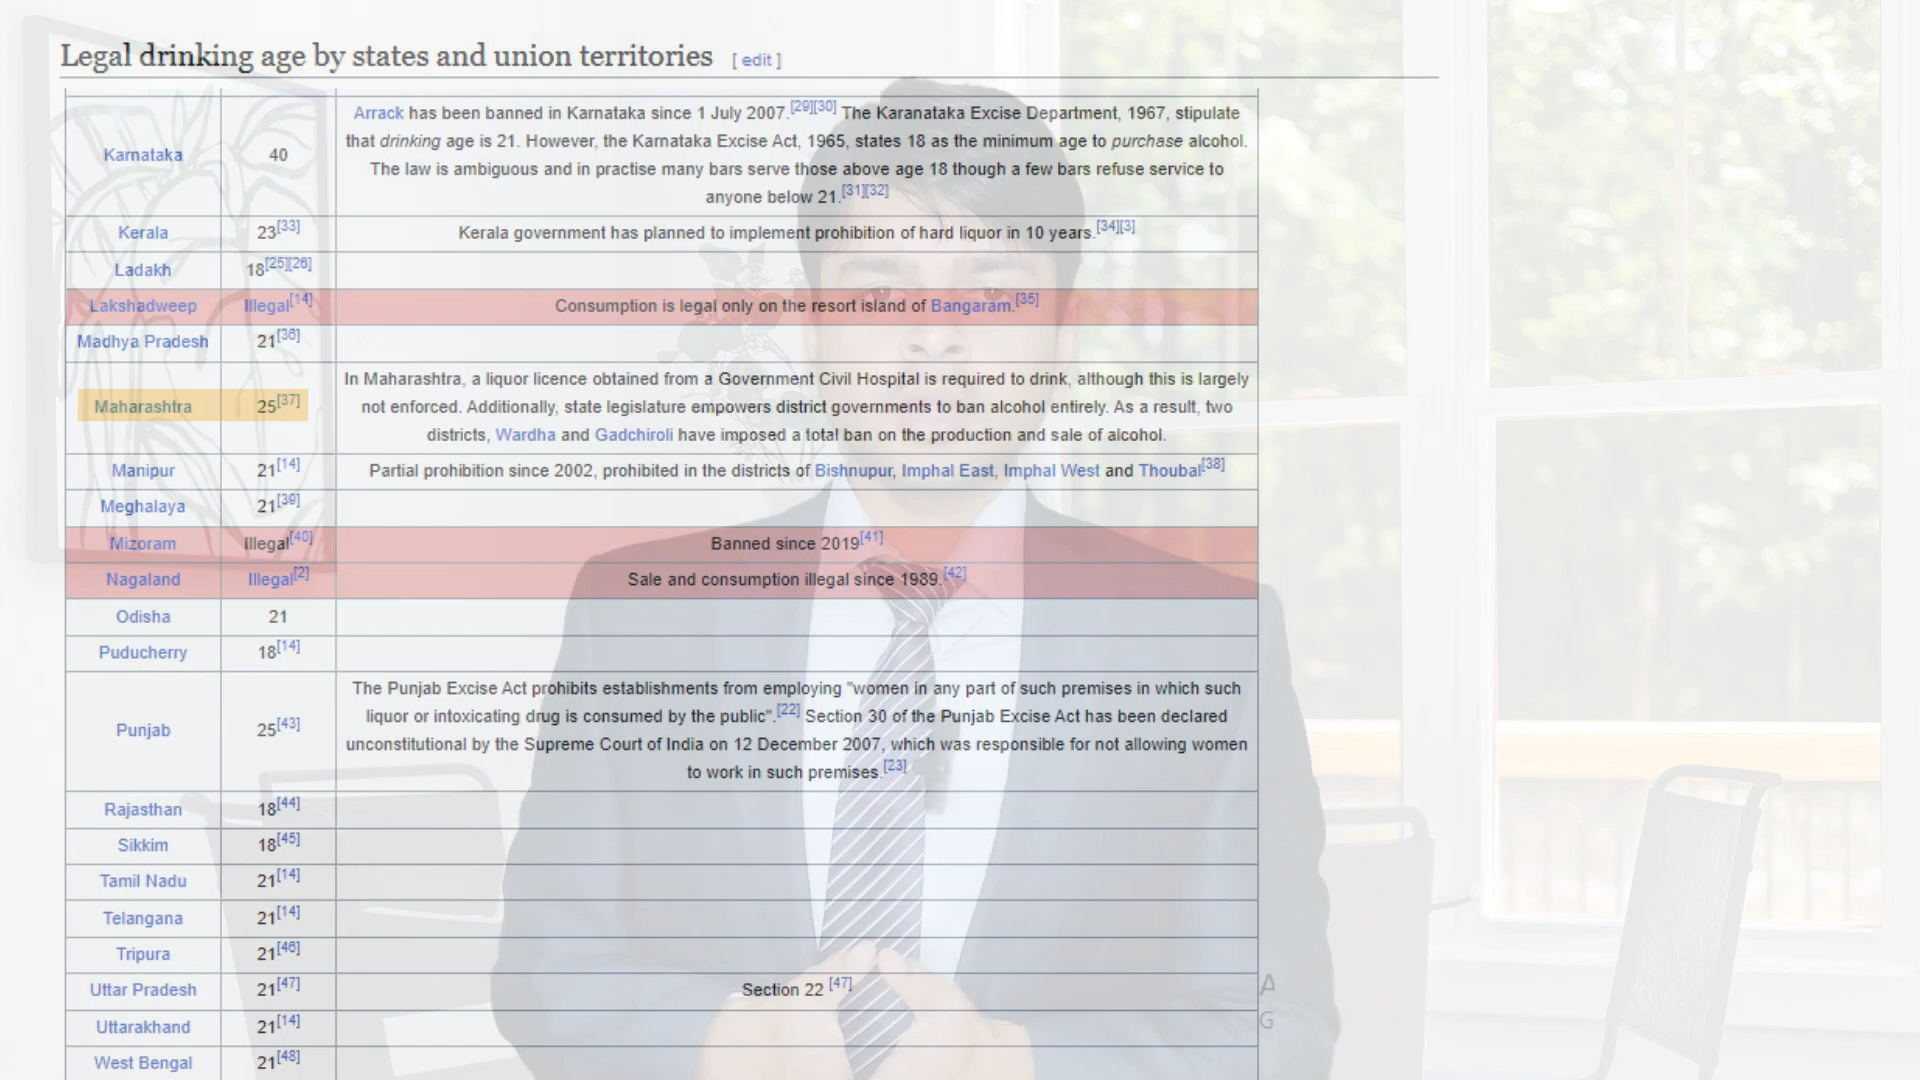 Legal drinking age by states and union territories [ edit ]
Karnataka 40 Arrack has been banned in Karnataka since 1 July 2007.[29][30] The Karanataka Excise Department, 1967, stipulate
that drinking age is 21. However, the Karnataka Excise Act, 1965, states 18 as the minimum age to purchase alcohol.
The law is ambiguous and in practise many bars serve those above age 18 though a few bars refuse service to
anyone below 21.[31][32]
Kerala 23[33] Kerala government has planned to implement prohibition of hard liquor in 10 years.[34][3]
Ladakh 18[25][26]
Lakshadweep Illegal[14] Consumption is legal only on the resort island of Bangaram.[35]
Madhya Pradesh 21[36]
Maharashtra 25[37] In Maharashtra, a liquor licence obtained from a Government Civil Hospital is required to drink, although this is largely
not enforced. Additionally, state legislature empowers district governments to ban alcohol entirely. As a result, two
districts, Wardha and Gadchiroli have imposed a total ban on the production and sale of alcohol.
Manipur 21[14] Partial prohibition since 2002, prohibited in the districts of Bishnupur, Imphal East, Imphal West and Thoubal[38]
Meghalaya 21[39]
Mizoram Illegal[40] Banned since 2019[41]
Nagaland Illegal[2] Sale and consumption illegal since 1989.[42]
Odisha 21
Puducherry 18[14]
Punjab 25[43] The Punjab Excise Act prohibits establishments from employing "women in any part of such premises in which such
liquor or intoxicating drug is consumed by the public".[22] Section 30 of the Punjab Excise Act has been declared
unconstitutional by the Supreme Court of India on 12 December 2007, which was responsible for not allowing women
to work in such premises.[23]
Rajasthan 18[44]
Sikkim 18[45]
Tamil Nadu 21[14]
Telangana 21[14]
Tripura 21[46]
Uttar Pradesh 21[47] Section 22 [47]
Uttarakhand 21[14]
West Bengal 21[48]
A
G